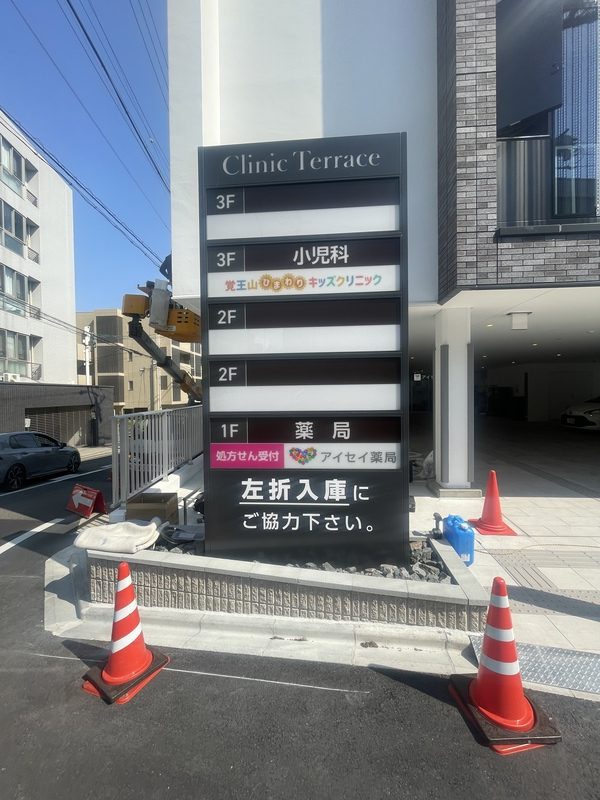 Clinic Terrace
3F
3F 小児科
覚王山ひまわりキッズクリニック
2F
2F
1F 薬局
処方せん受付 アイセイ薬局
左折入庫に
ご協力下さい。